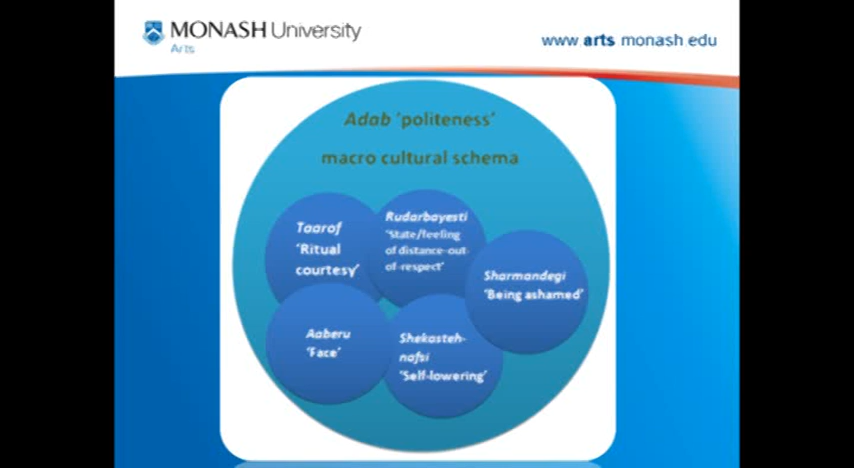 MONASH University
Arts
www arts monash edu
Adab 'politeness'
macro cultural schema
Taarof
'Ritual
courtesy'
Rudarbayesti
'State/feeling
of distance-out-
of-respect'
Sharmandegi
'Being ashamed'
Aaberu
'Face'
Shekasteh-
nafsi
'Self-lowering'